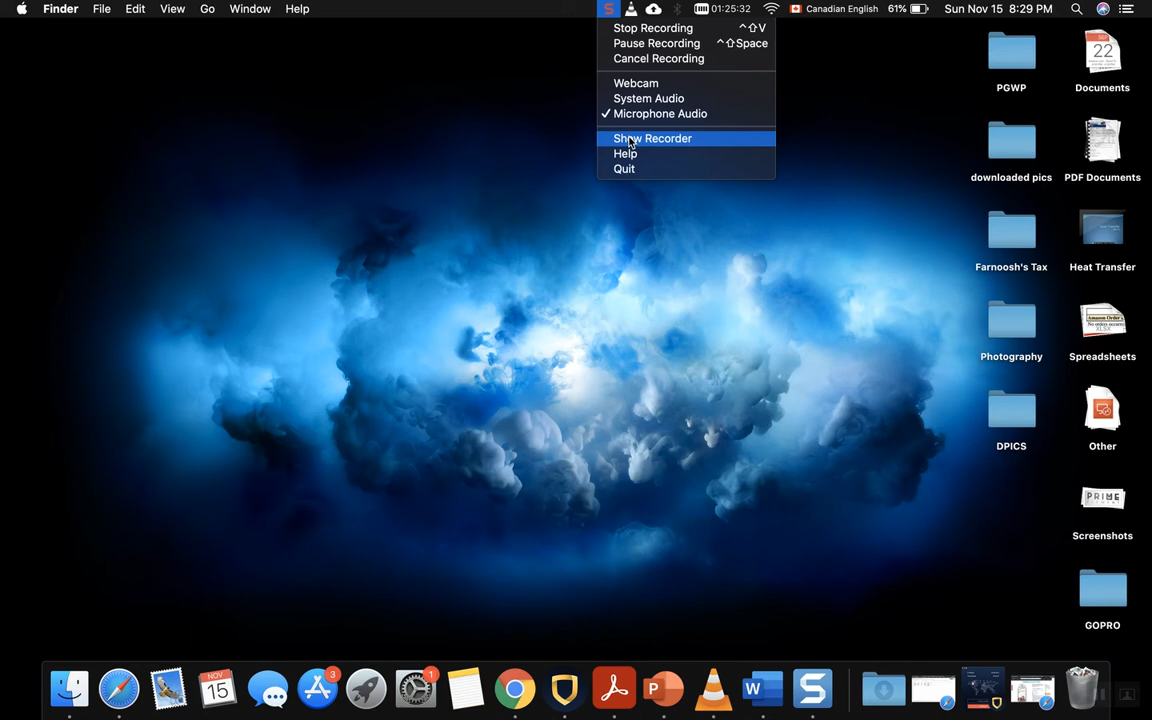 Finder File Edit View Go Window Help 01:25:32 Canadian English 61% Sun Nov 15 8:29 PM
Stop Recording ^⇧V
Pause Recording ^⇧Space
Cancel Recording
Webcam
System Audio
✓ Microphone Audio
Show Recorder
Help
Quit
22
PGWP Documents
downloaded pics PDF Documents
Farnoosh's Tax Heat Transfer
Amazon Order's
XLSX
Photography Spreadsheets
DPICS Other
PRIME
Screenshots
GOPRO
NOV
15
3
1
P
W
S